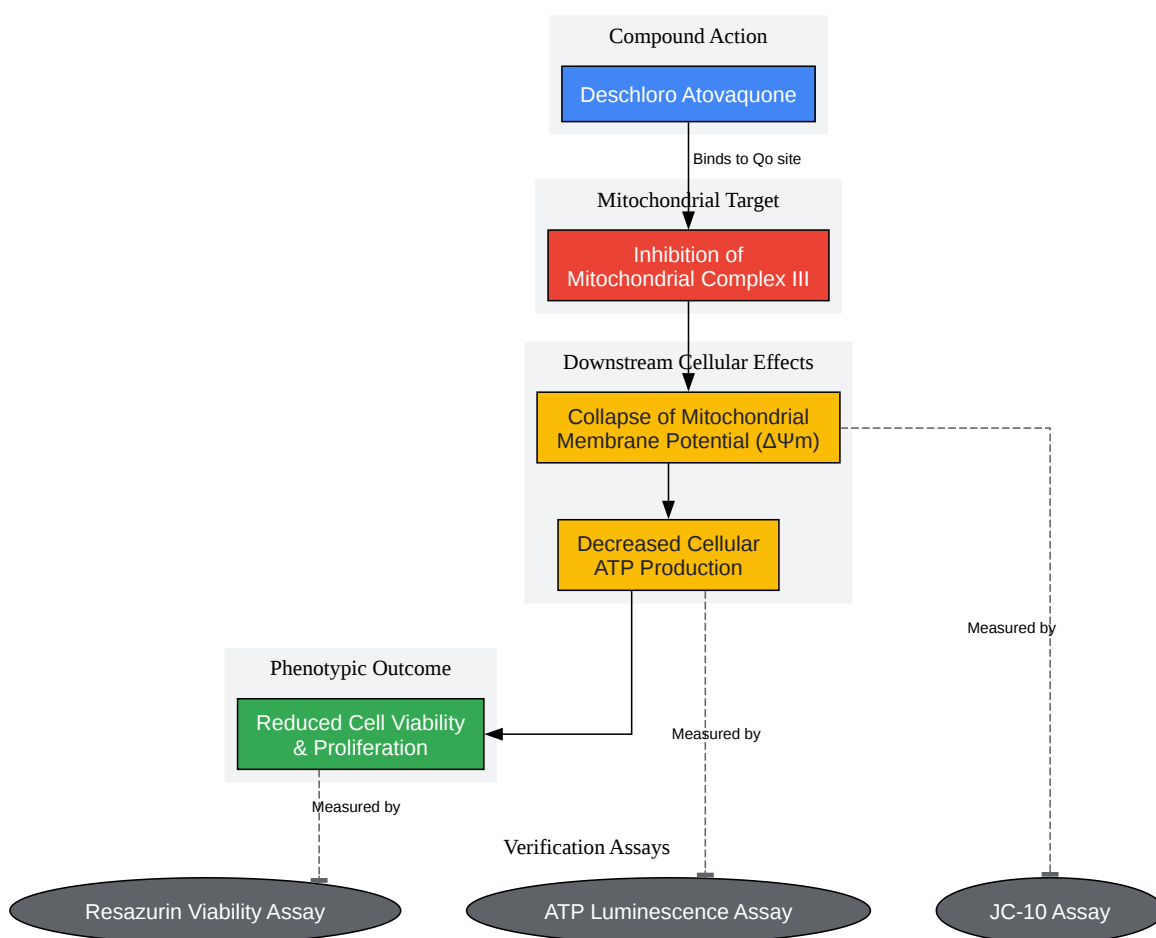 Compound Action
Deschloro Atovaquone
Binds to Qo site
Mitochondrial Target
Inhibition of
Mitochondrial Complex III
Downstream Cellular Effects
Collapse of Mitochondrial
Membrane Potential (ΔΨm)
Decreased Cellular
ATP Production
Measured by
Phenotypic Outcome
Reduced Cell Viability
& Proliferation
Measured by
Measured by
Verification Assays
Resazurin Viability Assay
ATP Luminescence Assay
JC-10 Assay